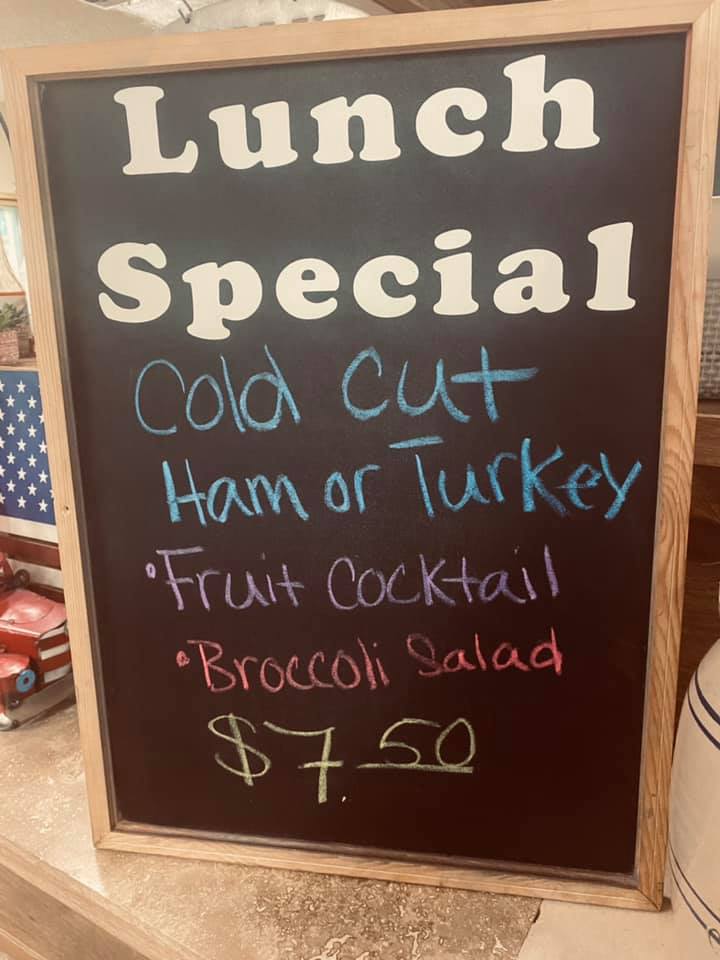 Lunch
Special
Cold Cut
Ham or Turkey
•Fruit Cocktail
•Broccoli Salad
$7.50